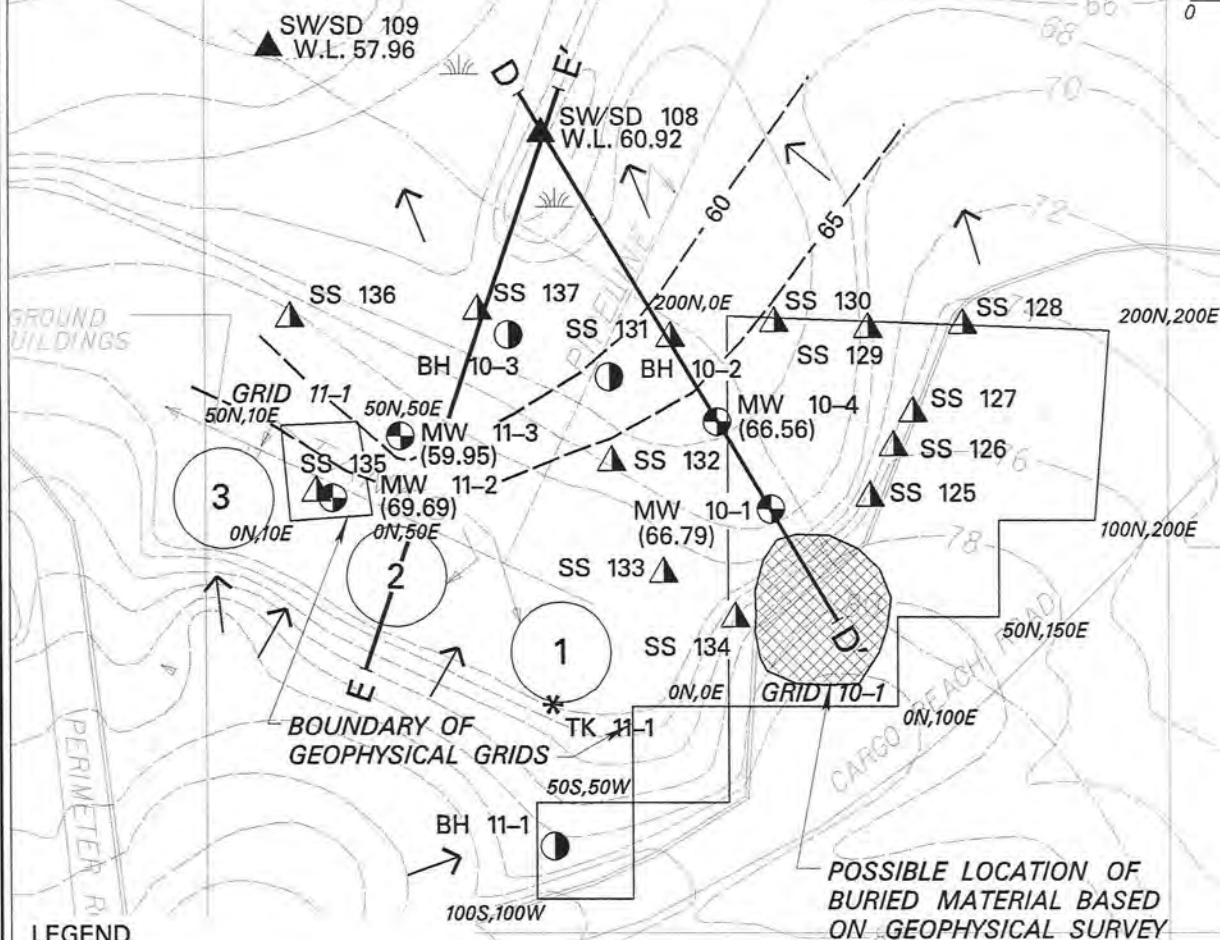 66
0
68
SW/SD 109
W.L. 57.96
D
E'
70
SW/SD 108
W.L. 60.92
60
65
72
PIPELINE
SS 136
SS 137
200N,0E
SS 130
SS 128
200N,200E
GROUND
UILDINGS
SS 131
SS 129
BH 10-3
BH 10-2
GRID 11-1
50N,10E
50N,50E
MW 10-4
(66.56)
SS 127
MW 11-3
(59.95)
SS 126
76
SS 135
SS 132
3
MW 11-2
(69.69)
SS 125
MW 10-1
(66.79)
0N,10E
0N,50E
100N,200E
78
2
SS 133
1
SS 134
D'
50N,150E
E
0N,0E
GRID 10-1
0N,100E
TK 11-1
BOUNDARY OF
GEOPHYSICAL GRIDS
CARGO BEACH ROAD
PERIMETER R
50S,50W
BH 11-1
100S,100W
POSSIBLE LOCATION OF
BURIED MATERIAL BASED
ON GEOPHYSICAL SURVEY
LEGEND